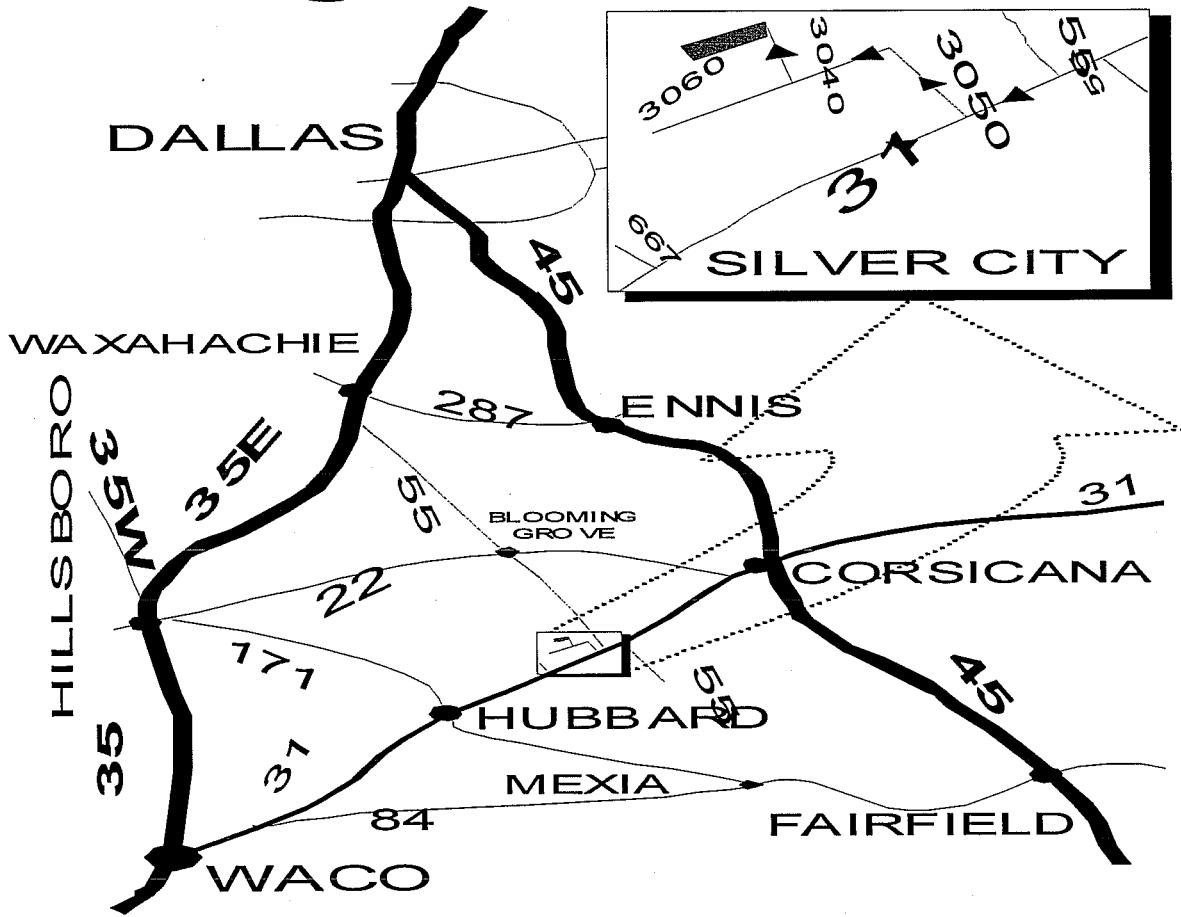 DALLAS
3060
3040
3050
55
31
667
SILVER CITY
45
WAXAHACHIE
287
ENNIS
HILLSBORO
35W
35E
55
BLOOMING
GROVE
31
22
CORSICANA
171
55
45
35
31
HUBBARD
MEXIA
84
FAIRFIELD
WACO